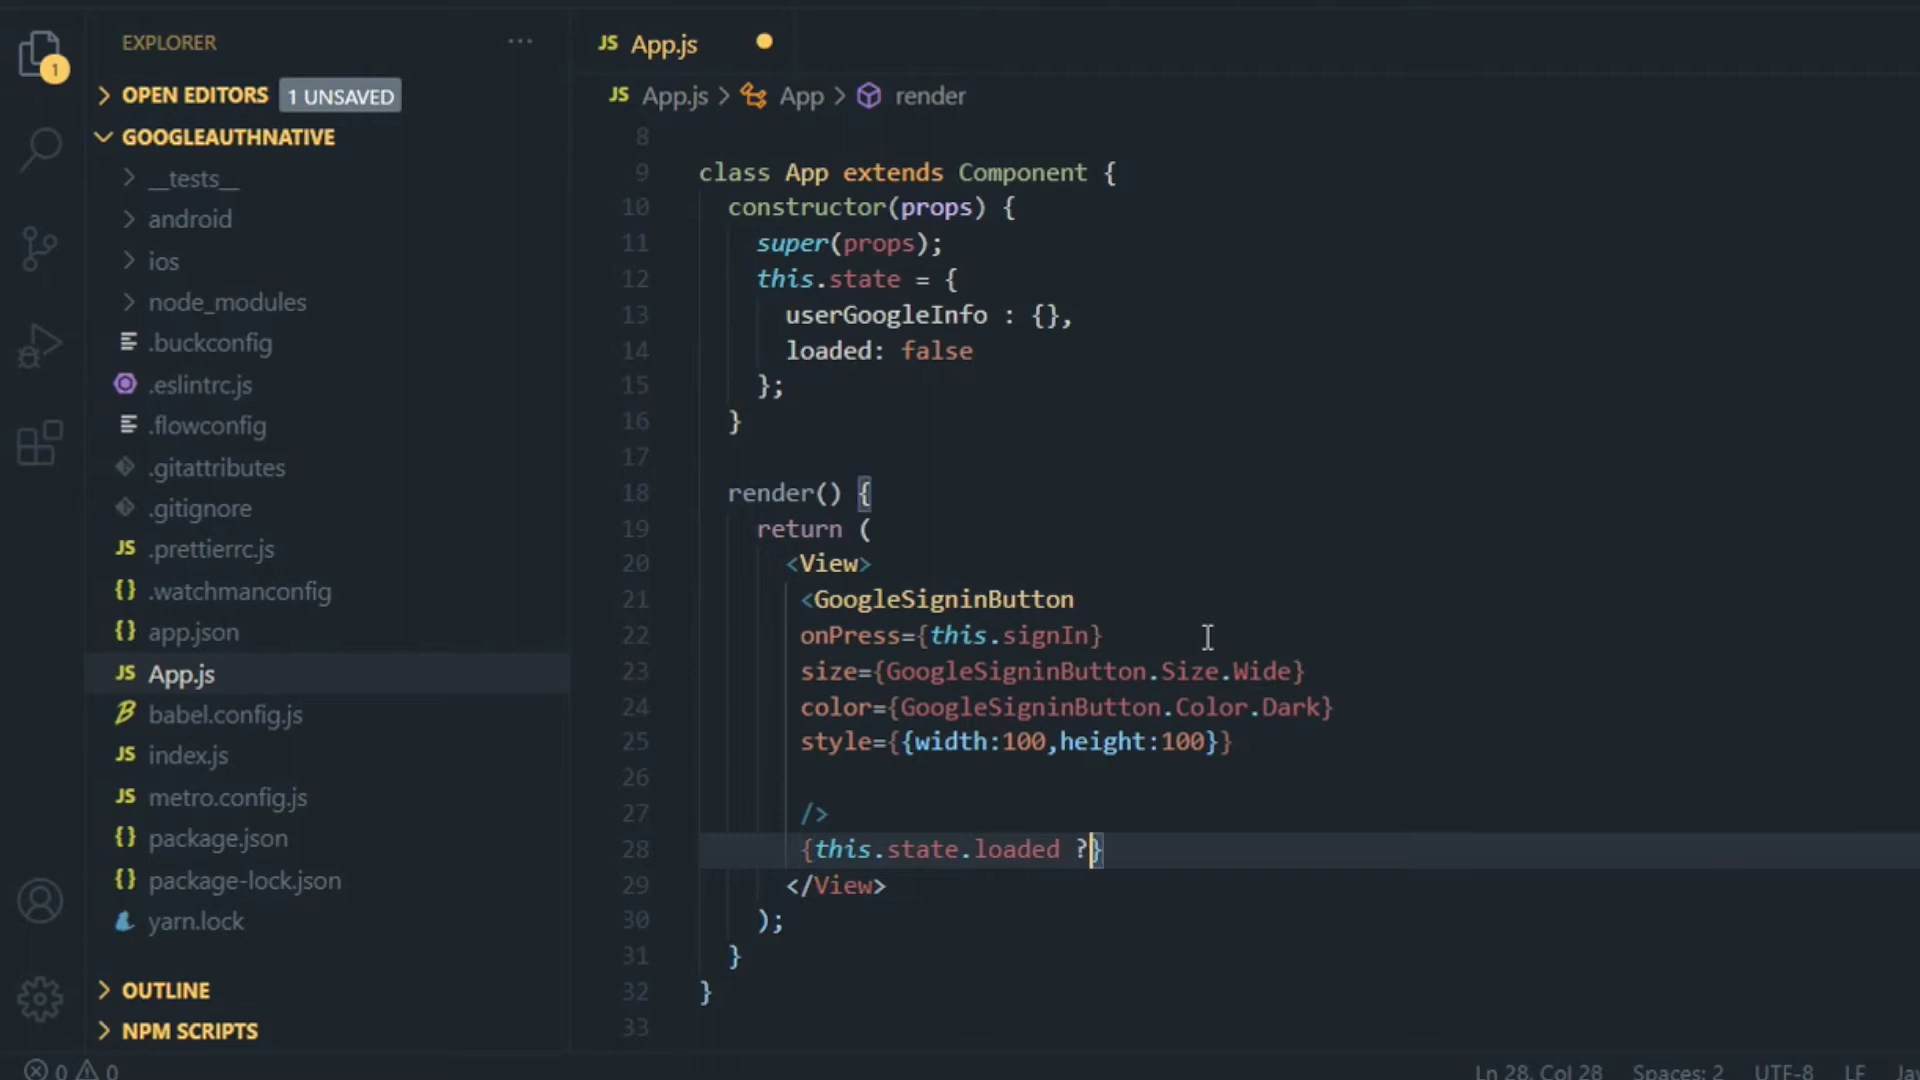 EXPLORER
1
OPEN EDITORS 1 UNSAVED
GOOGLEAUTHNATIVE
__tests__
android
ios
node_modules
.buckconfig
.eslintrc.js
.flowconfig
.gitattributes
.gitignore
JS .prettierrc.js
{} .watchmanconfig
{} app.json
JS App.js
babel.config.js
JS index.js
JS metro.config.js
{} package.json
{} package-lock.json
yarn.lock
OUTLINE
NPM SCRIPTS
JS App.js
JS App.js > App > render
8
9 class App extends Component {
10 constructor(props) {
11 super(props);
12 this.state = {
13 userGoogleInfo : {},
14 loaded: false
15 };
16 }
17
18 render() {
19 return (
20 <View>
21 <GoogleSigninButton
22 onPress={this.signIn}
23 size={GoogleSigninButton.Size.Wide}
24 color={GoogleSigninButton.Color.Dark}
25 style={{width:100,height:100}}
26
27 />
28 {this.state.loaded ?}
29 </View>
30 );
31 }
32 }
33
0 0
Ln 28, Col 28 Spaces: 2 UTF-8 LF